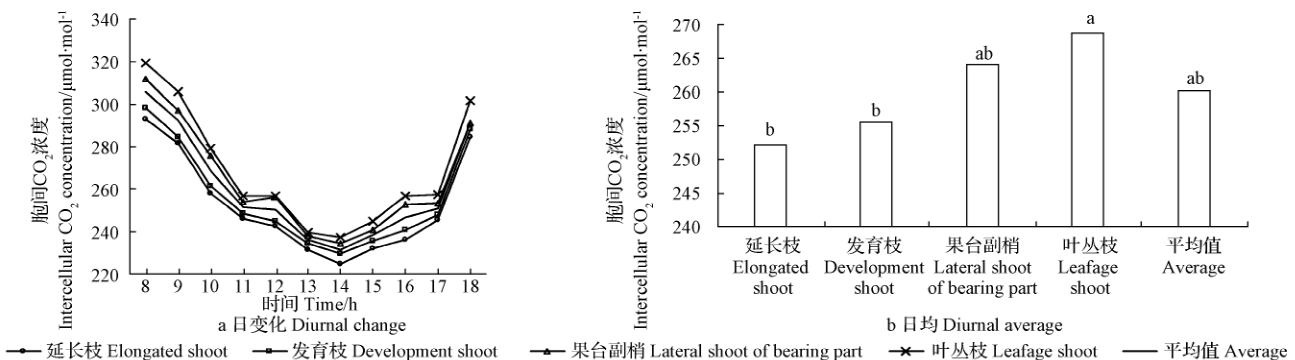 胞间CO2浓度
Intercellular CO2 concentration/μmol·mol-1
340
320
300
280
260
240
220
8 9 10 11 12 13 14 15 16 17 18
时间 Time/h
a 日变化 Diurnal change
胞间CO2浓度
Intercellular CO2 concentration/μmol·mol-1
275
270
265
260
255
250
245
240
b
b
ab
a
ab
延长枝 发育枝 果台副梢 叶丛枝 平均值
Elongated Development Lateral shoot Leafage Average
shoot shoot of bearing part shoot
b 日均 Diurnal average
延长枝 Elongated shoot 发育枝 Development shoot 果台副梢 Lateral shoot of bearing part 叶丛枝 Leafage shoot 平均值 Average